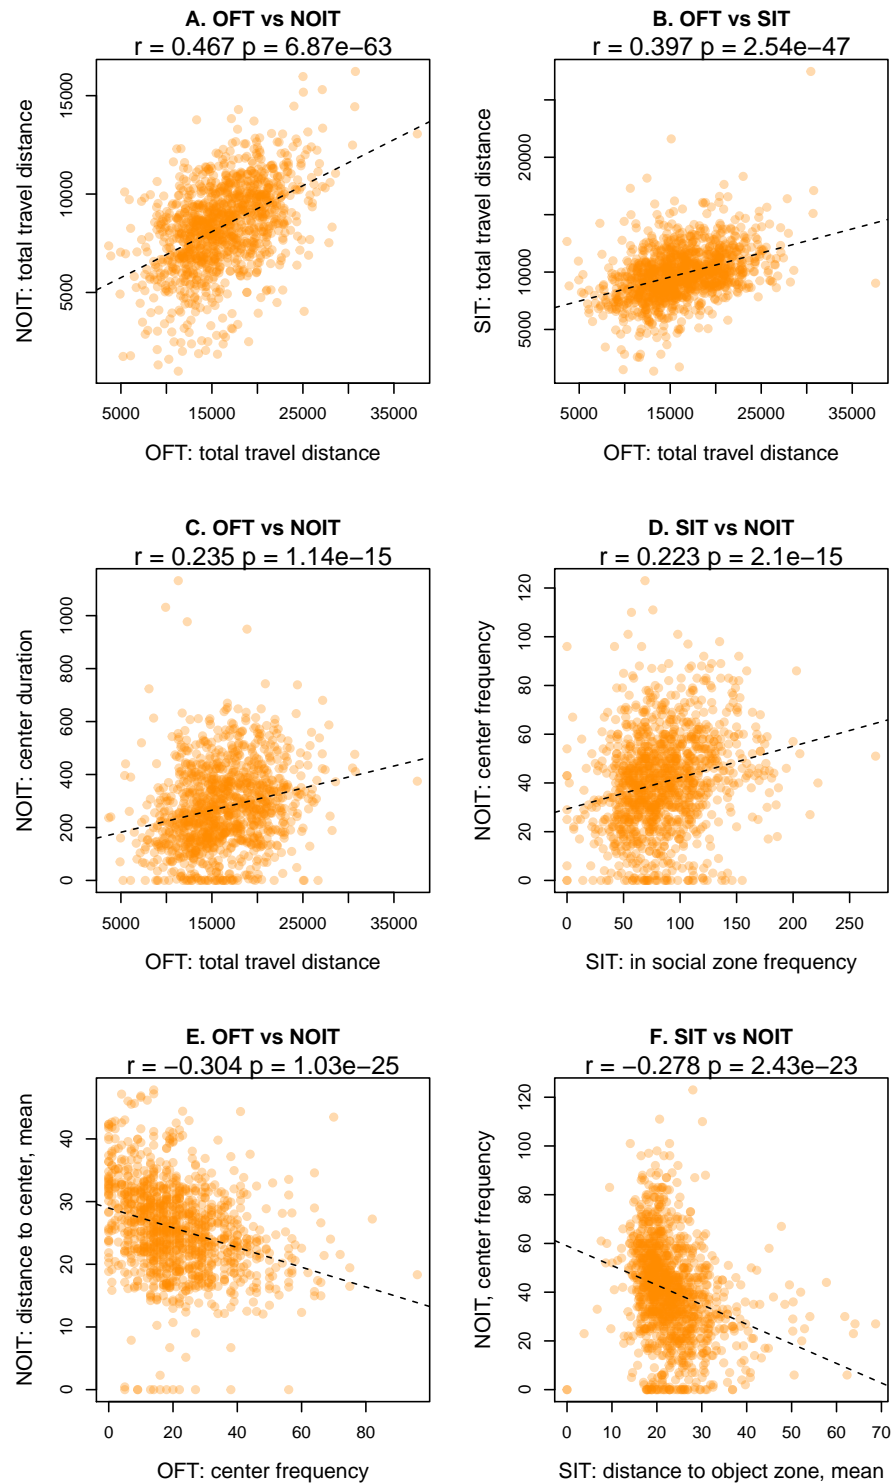 A. OFT vs NOIT
r = 0.467 p = 6.87e−63
NOIT: total travel distance
15000
10000
5000
5000 15000 25000 35000
OFT: total travel distance
B. OFT vs SIT
r = 0.397 p = 2.54e−47
SIT: total travel distance
20000
10000
5000
5000 15000 25000 35000
OFT: total travel distance
C. OFT vs NOIT
r = 0.235 p = 1.14e−15
NOIT: center duration
1000
800
600
400
200
0
5000 15000 25000 35000
OFT: total travel distance
D. SIT vs NOIT
r = 0.223 p = 2.1e−15
NOIT: center frequency
120
100
80
60
40
20
0
0 50 100 150 200 250
SIT: in social zone frequency
E. OFT vs NOIT
r = −0.304 p = 1.03e−25
NOIT: distance to center, mean
40
30
20
10
0
0 20 40 60 80
OFT: center frequency
F. SIT vs NOIT
r = −0.278 p = 2.43e−23
NOIT, center frequency
120
100
80
60
40
20
0
0 10 20 30 40 50 60 70
SIT: distance to object zone, mean